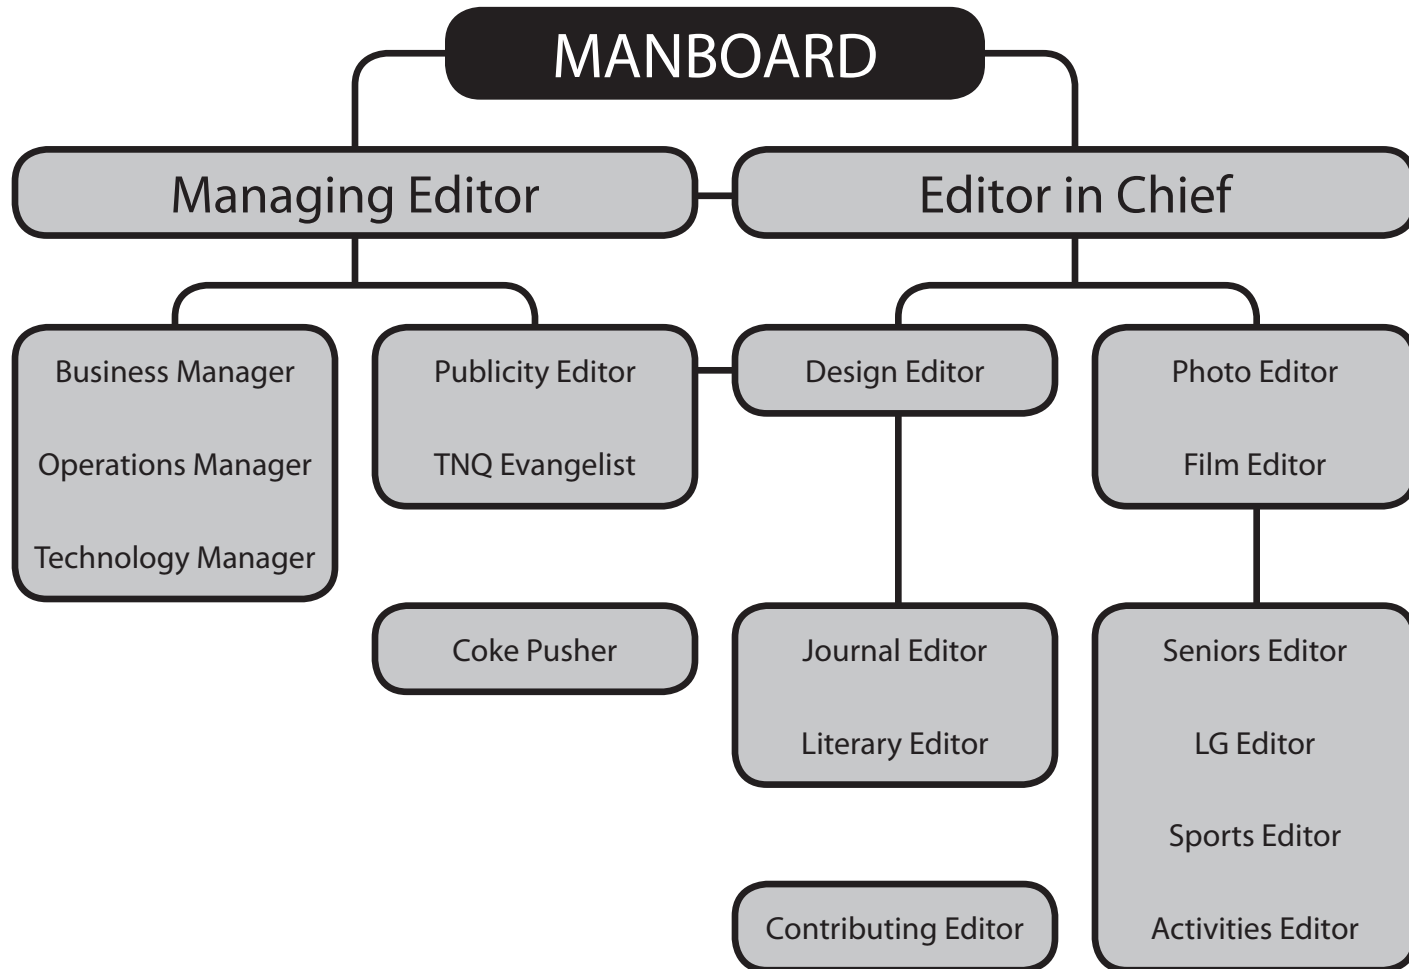 MANBOARD
Managing Editor
Editor in Chief
Business Manager
Operations Manager
Technology Manager
Publicity Editor
TNQ Evangelist
Design Editor
Photo Editor
Film Editor
Coke Pusher
Journal Editor
Literary Editor
Seniors Editor
LG Editor
Sports Editor
Activities Editor
Contributing Editor